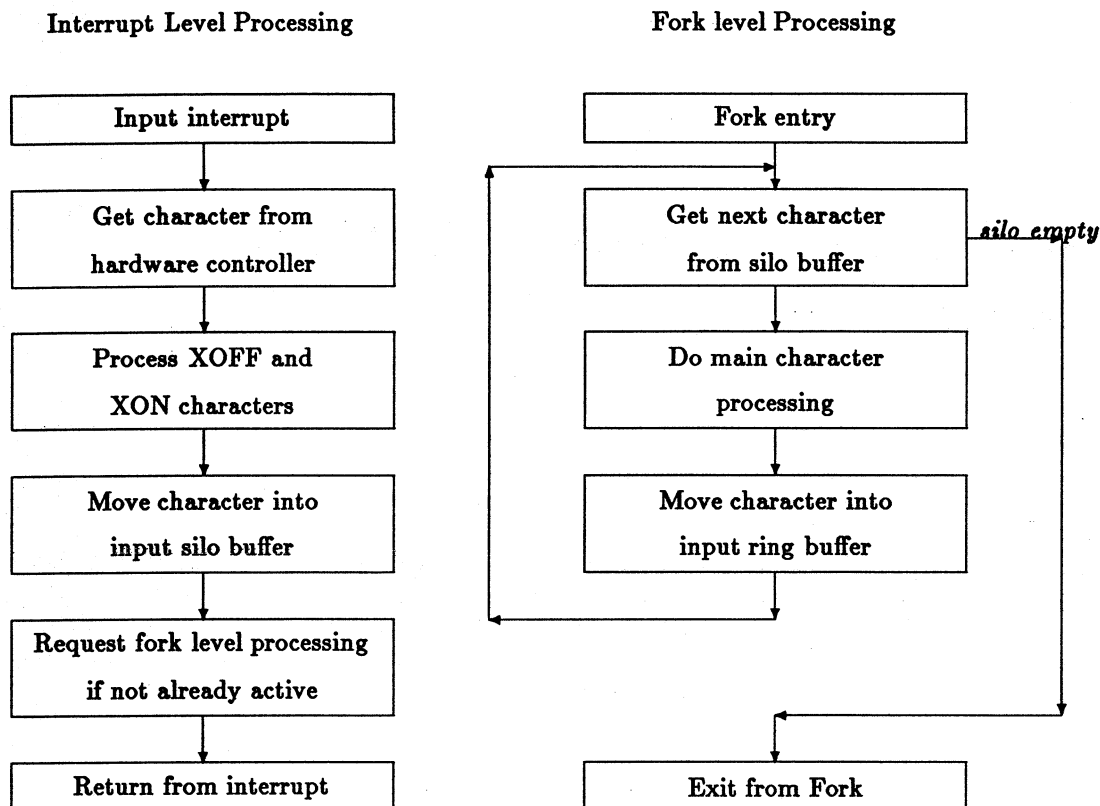 Interrupt Level Processing
Input interrupt
Get character from
hardware controller
Process XOFF and
XON characters
Move character into
input silo buffer
Request fork level processing
if not already active
Return from interrupt
Fork level Processing
Fork entry
Get next character
from silo buffer
silo empty
Do main character
processing
Move character into
input ring buffer
Exit from Fork